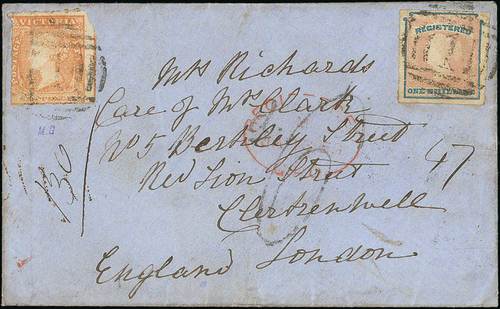 VICTORIA
REGISTERED
ONE SHILLING
Mrs Richards
Care of Mrs Clark
No 5 Berkley Street
Red Lion Street
Clerkenwell
London
England
47
M.G